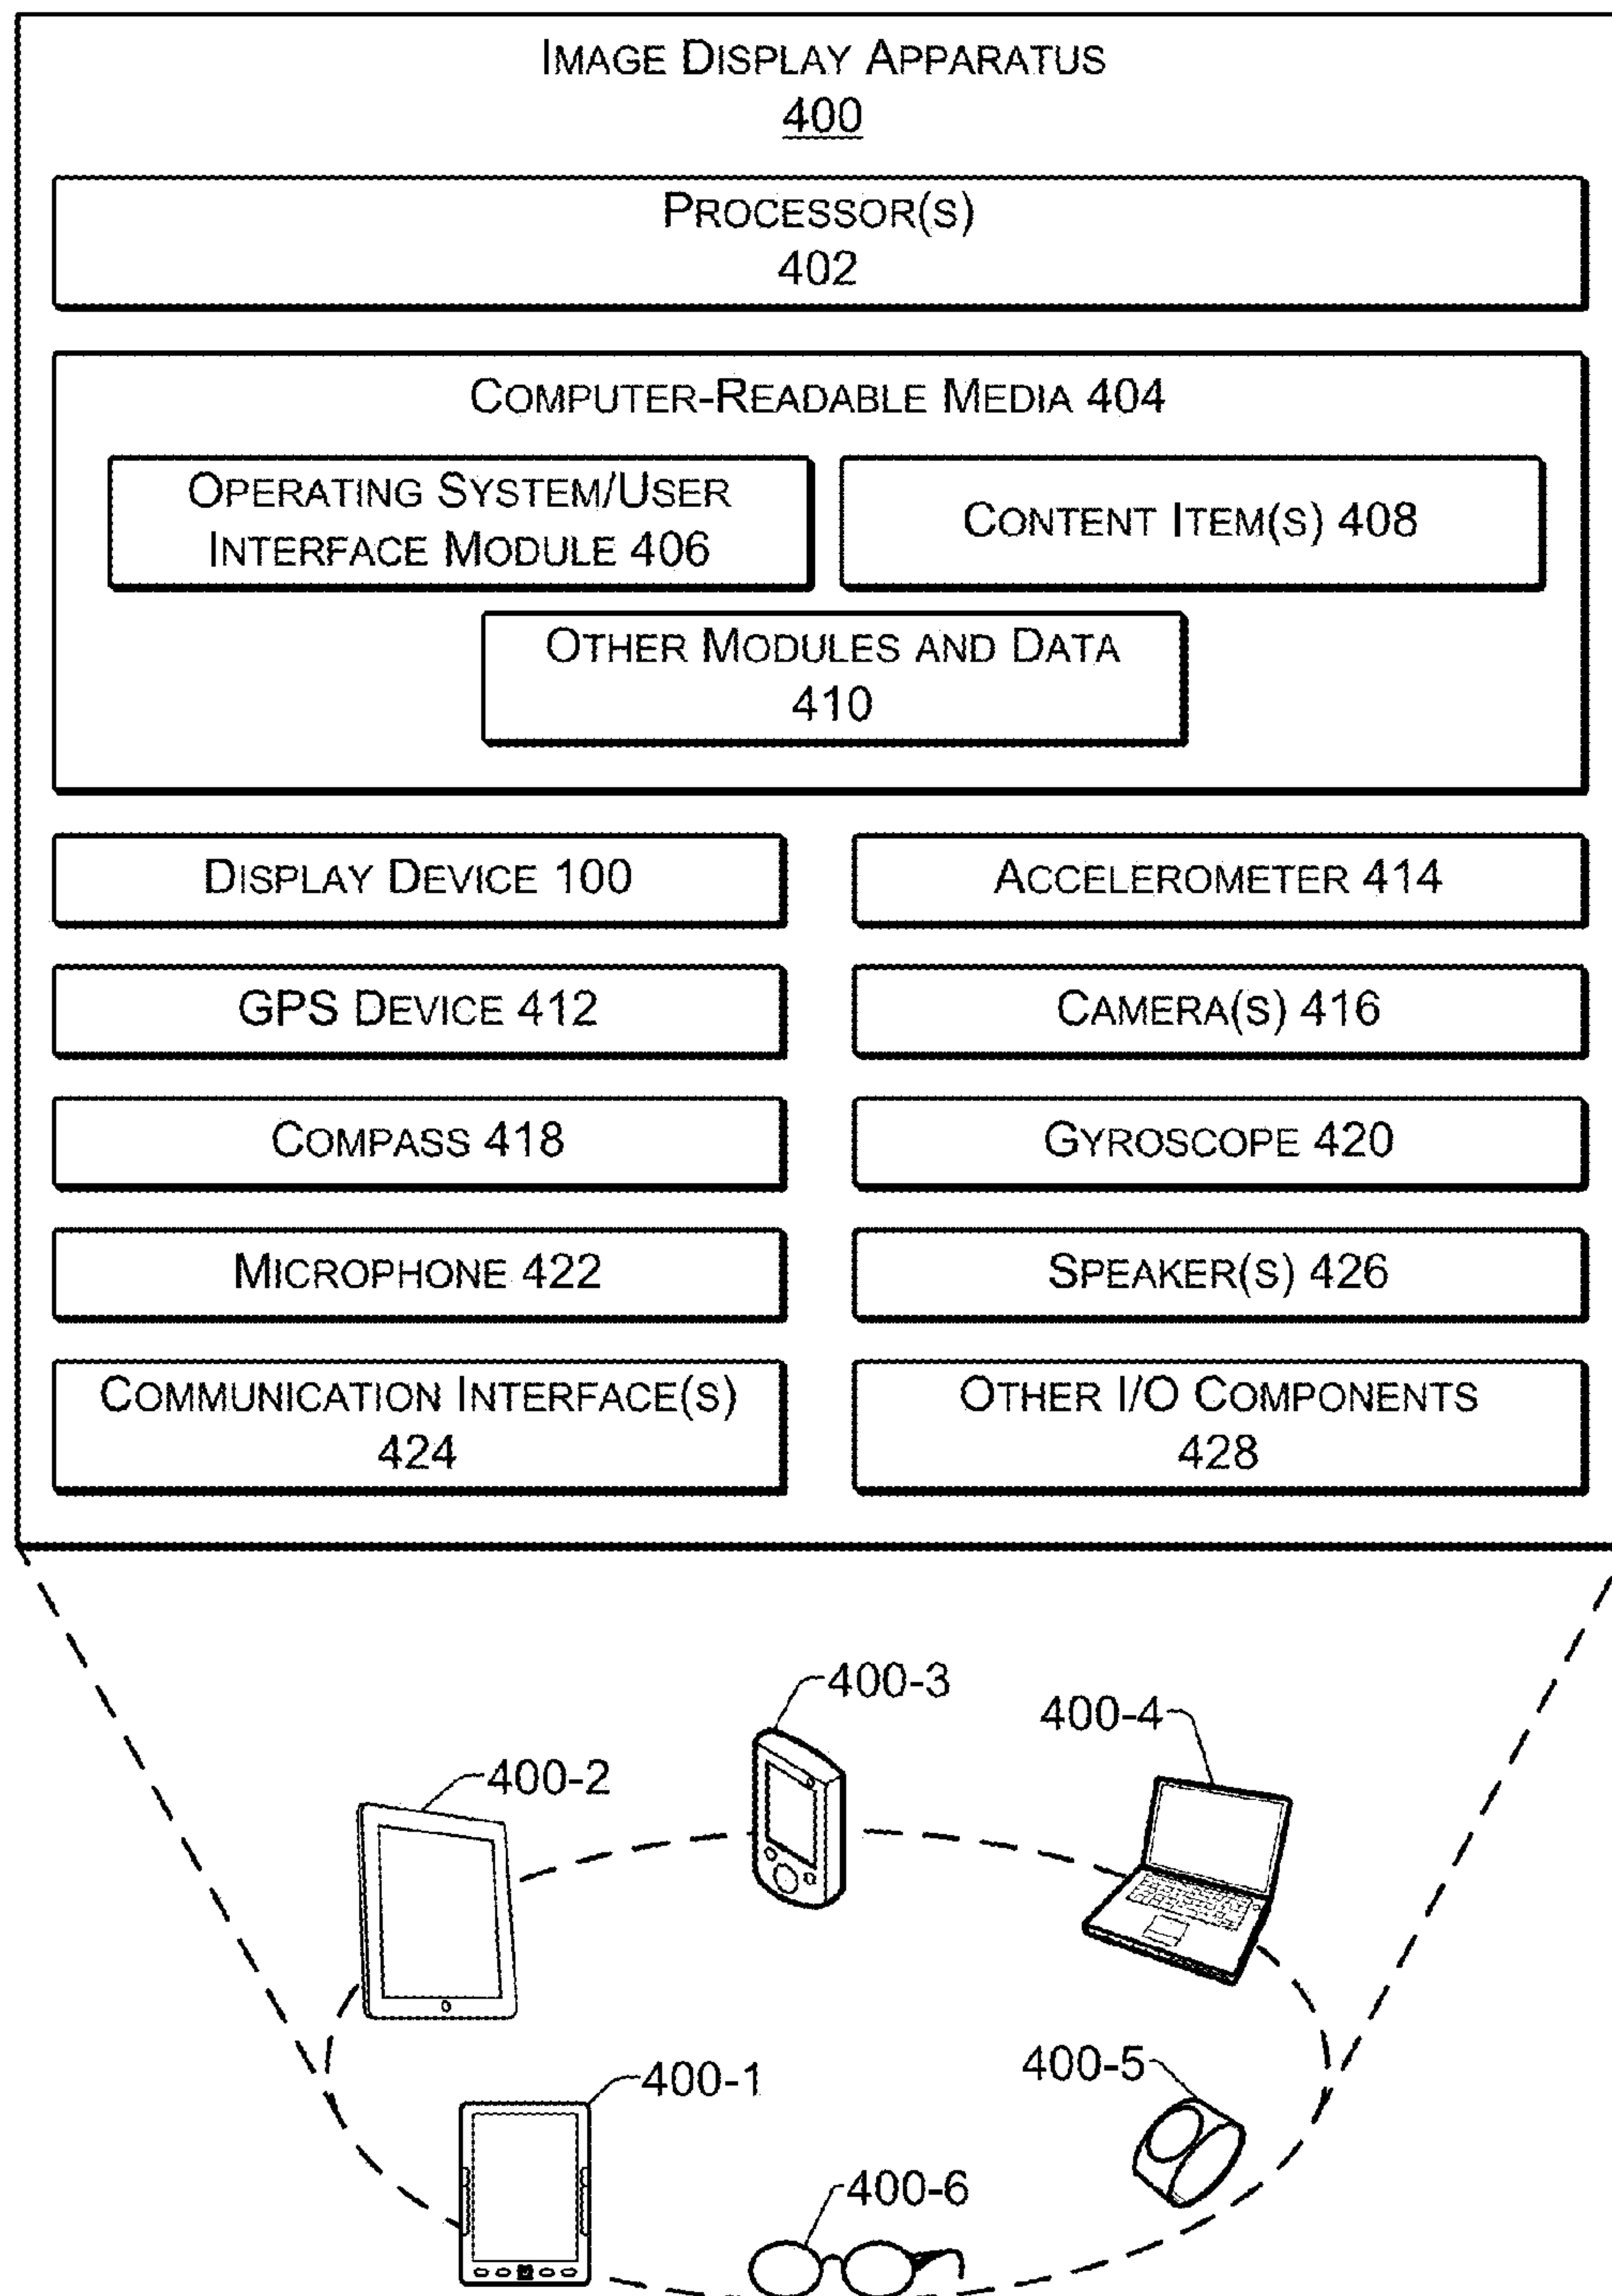 IMAGE DISPLAY APPARATUS
400
PROCESSOR(S)
402
COMPUTER-READABLE MEDIA 404
OPERATING SYSTEM/USER
INTERFACE MODULE 406
CONTENT ITEM(S) 408
OTHER MODULES AND DATA
410
DISPLAY DEVICE 100
ACCELEROMETER 414
GPS DEVICE 412
CAMERA(S) 416
COMPASS 418
GYROSCOPE 420
MICROPHONE 422
SPEAKER(S) 426
COMMUNICATION INTERFACE(S)
424
OTHER I/O COMPONENTS
428
400-3
400-4
400-2
400-5
400-1
400-6